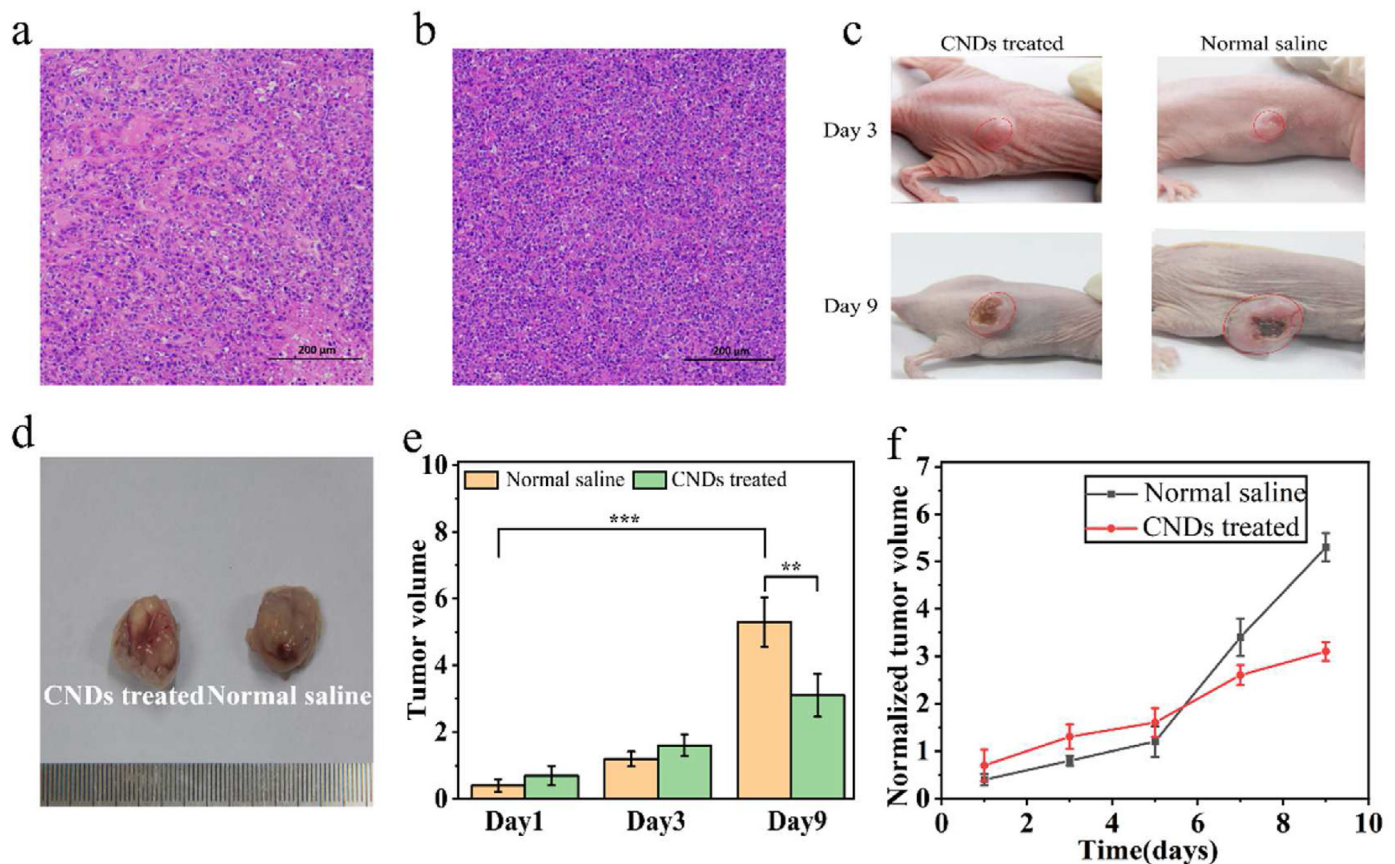 a
b
c
CNDs treated
Normal saline
200 μm
200 μm
Day 3
Day 9
d
CNDs treated
Normal saline
e
Normal saline
CNDs treated
***
**
Tumor volume
10
8
6
4
2
0
Day1
Day3
Day9
f
Normal saline
CNDs treated
Normalized tumor volume
7
6
5
4
3
2
1
0
0
2
4
6
8
10
Time(days)